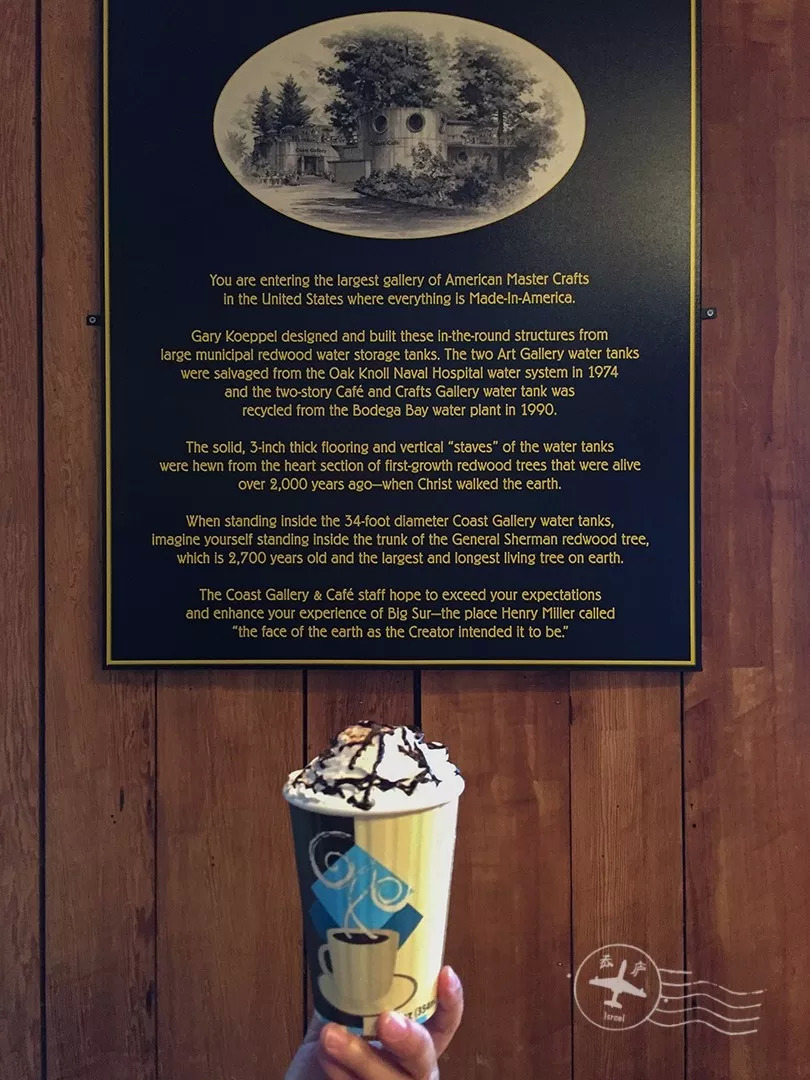 Coast Gallery
You are entering the largest gallery of American Master Crafts
in the United States where everything is Made-in-America.
Gary Koeppel designed and built these in-the-round structures from
large municipal redwood water storage tanks. The two Art Gallery water tanks
were salvaged from the Oak Knoll Naval Hospital water system in 1974
and the two-story Café and Crafts Gallery water tank was
recycled from the Bodega Bay water plant in 1990.
The solid, 3-inch thick flooring and vertical “staves” of the water tanks
were hewn from the heart section of first-growth redwood trees that were alive
over 2,000 years ago—when Christ walked the earth.
When standing inside the 34-foot diameter Coast Gallery water tanks,
imagine yourself standing inside the trunk of the General Sherman redwood tree,
which is 2,700 years old and the largest and longest living tree on earth.
The Coast Gallery & Café staff hope to exceed your expectations
and enhance your experience of Big Sur—the place Henry Miller called
“the face of the earth as the Creator intended it to be.”
Israel